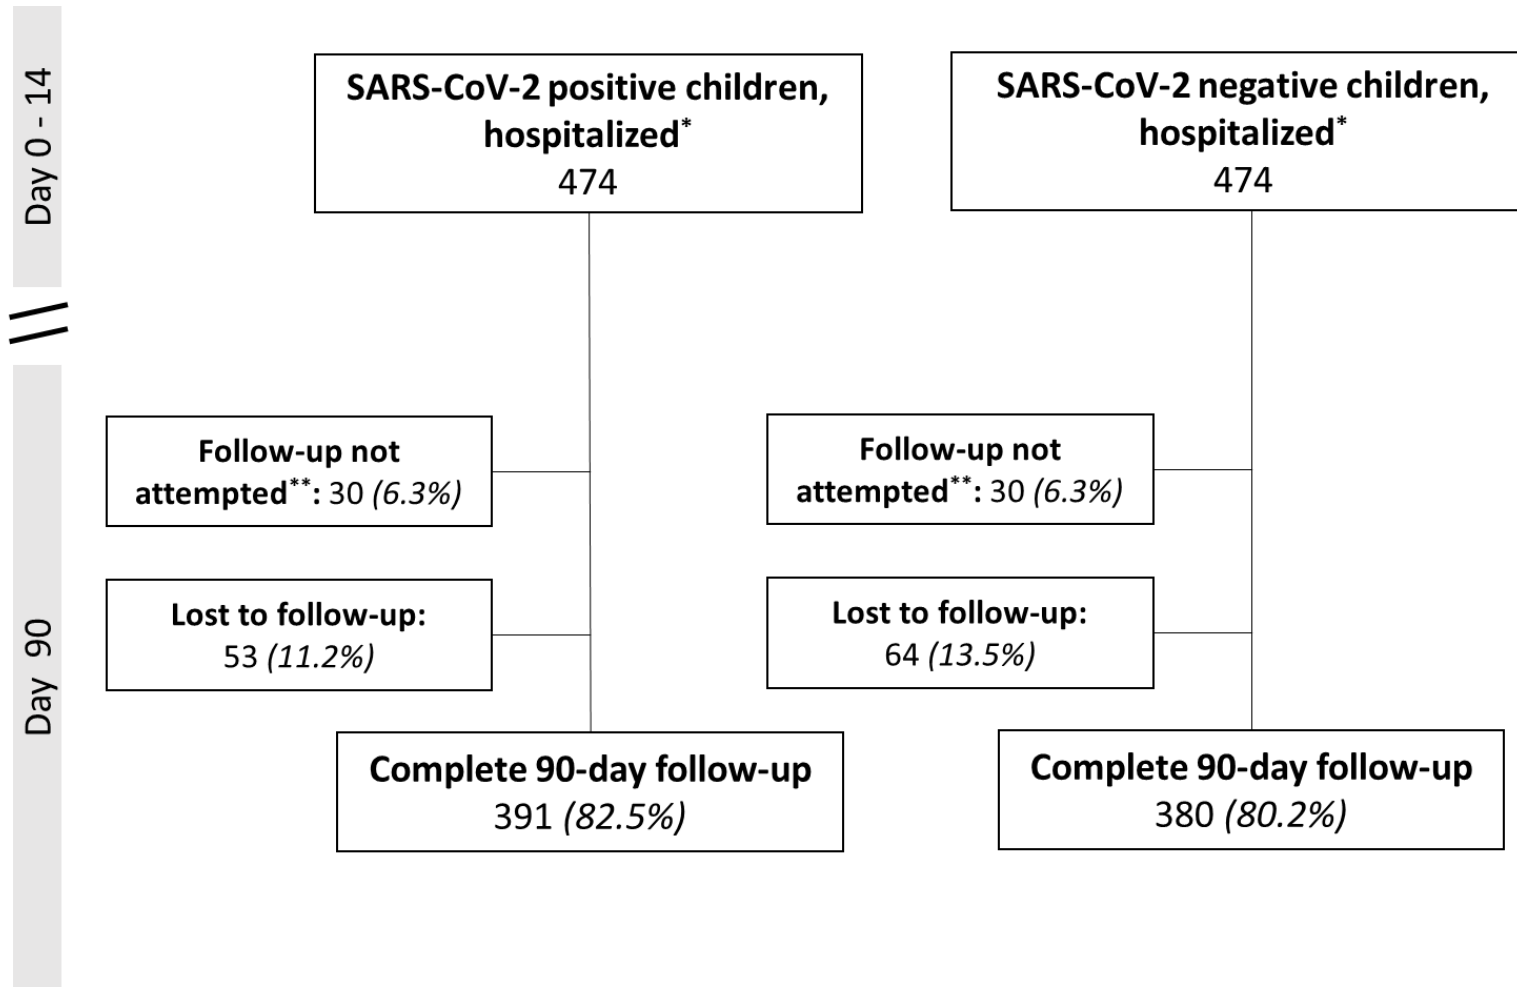 Day 0 - 14
SARS-CoV-2 positive children,
hospitalized*
474
SARS-CoV-2 negative children,
hospitalized*
474
Day 90
Follow-up not
attempted**: 30 (6.3%)
Follow-up not
attempted**: 30 (6.3%)
Lost to follow-up:
53 (11.2%)
Lost to follow-up:
64 (13.5%)
Complete 90-day follow-up
391 (82.5%)
Complete 90-day follow-up
380 (80.2%)